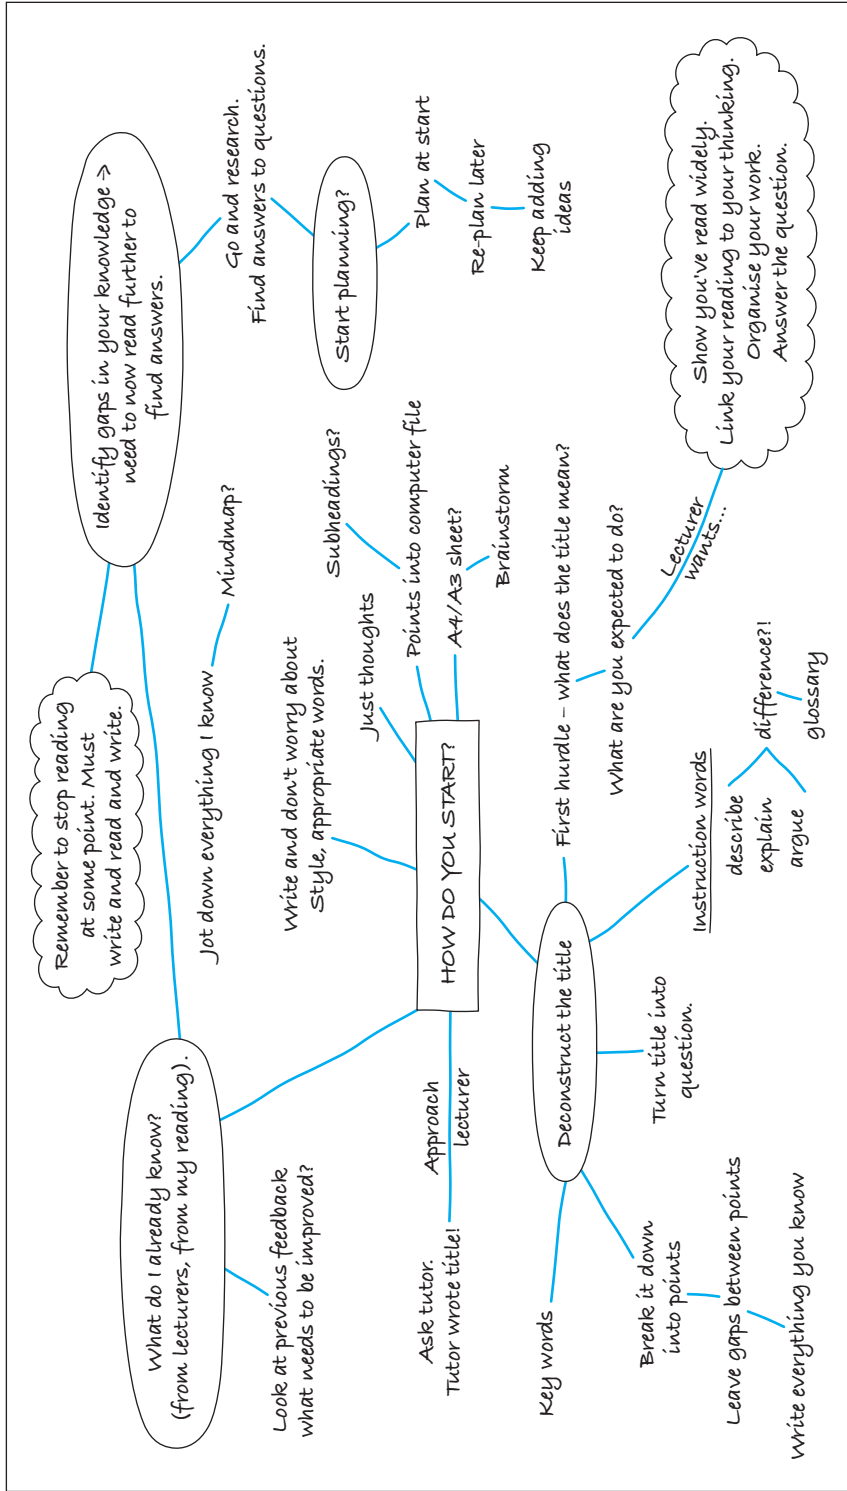 What do I already know?
(from lecturers, from my reading).
Look at previous feedback
what needs to be improved?
Remember to stop reading
at some point. Must
write and read and write.
Identify gaps in your knowledge >
need to now read further to
find answers.
Go and research.
Find answers to questions.
Start planning?
Plan at start
Re-plan later
Keep adding
ideas
Jot down everything I know
Mindmap?
Write and don't worry about
Style, appropriate words.
Just thoughts
Subheadings?
Points into computer file
A4/A3 sheet?
Brainstorm
HOW DO YOU START?
Approach
lecturer
Ask tutor.
Tutor wrote title!
Deconstruct the title
Key words
Break it down
into points
Leave gaps between points
Write everything you know
Turn title into
question.
Instruction words
describe
explain
argue
difference?!
glossary
First hurdle – what does the title mean?
What are you expected to do?
Lecturer
wants...
Show you've read widely.
Link your reading to your thinking.
Organise your work.
Answer the question.